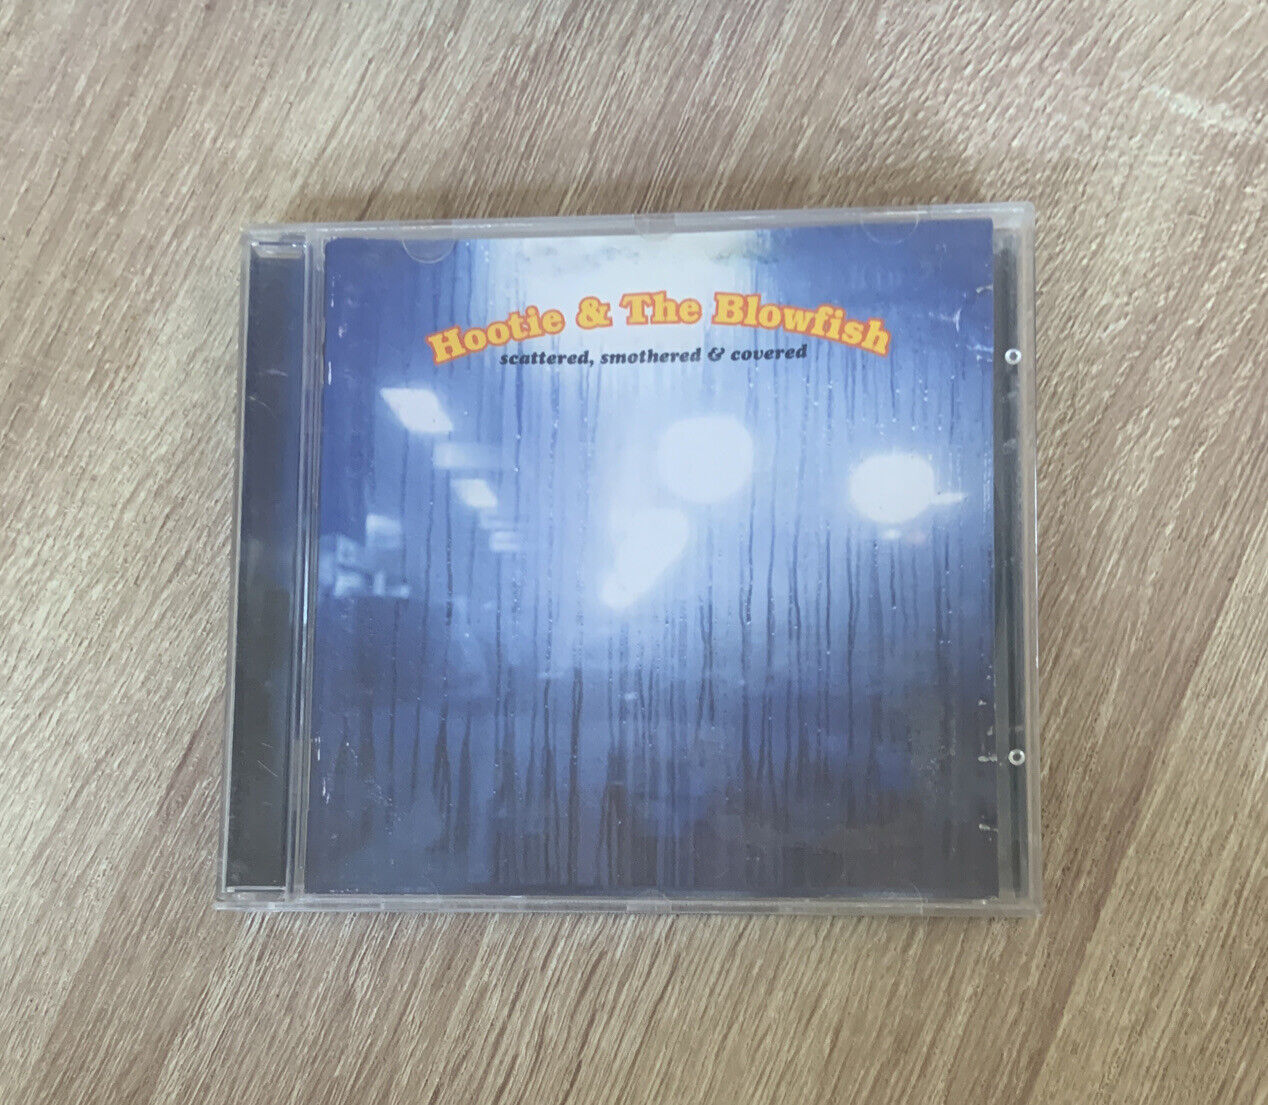 Hootie & The Blowfish
scattered, smothered & covered